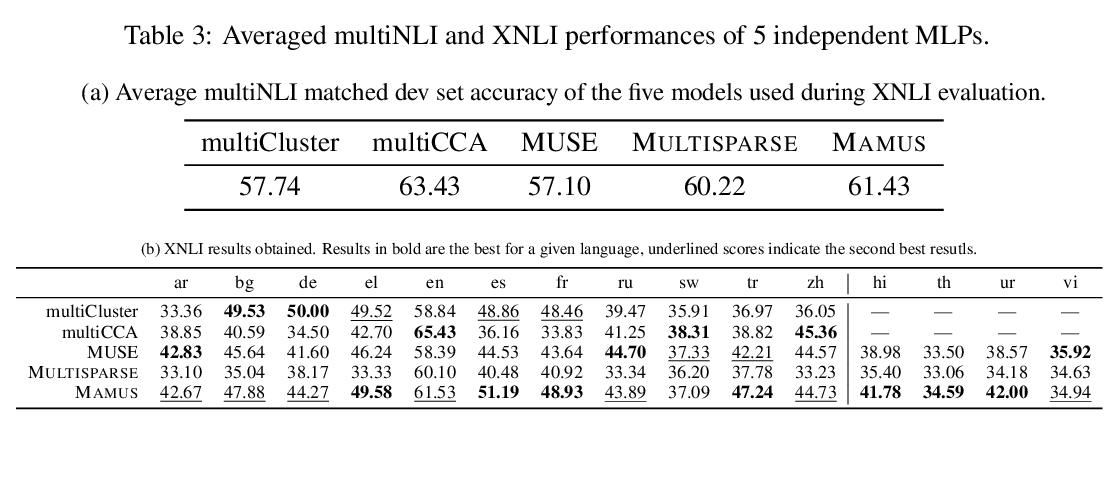 Table 3: Averaged multiNLI and XNLI performances of 5 independent MLPs.
(a) Average multiNLI matched dev set accuracy of the five models used during XNLI evaluation.
multiCluster multiCCA MUSE MULTISPARSE MAMUS
57.74 63.43 57.10 60.22 61.43
(b) XNLI results obtained. Results in bold are the best for a given language, underlined scores indicate the second best resutls.
ar bg de el en es fr ru sw tr zh hi th ur vi
multiCluster 33.36 49.53 50.00 49.52 58.84 48.86 48.46 39.47 35.91 36.97 36.05 — — — —
multiCCA 38.85 40.59 34.50 42.70 65.43 36.16 33.83 41.25 38.31 38.82 45.36 — — — —
MUSE 42.83 45.64 41.60 46.24 58.39 44.53 43.64 44.70 37.33 42.21 44.57 38.98 33.50 38.57 35.92
MULTISPARSE 33.10 35.04 38.17 33.33 60.10 40.48 40.92 33.34 36.20 37.78 33.23 35.40 33.06 34.18 34.63
MAMUS 42.67 47.88 44.27 49.58 61.53 51.19 48.93 43.89 37.09 47.24 44.73 41.78 34.59 42.00 34.94